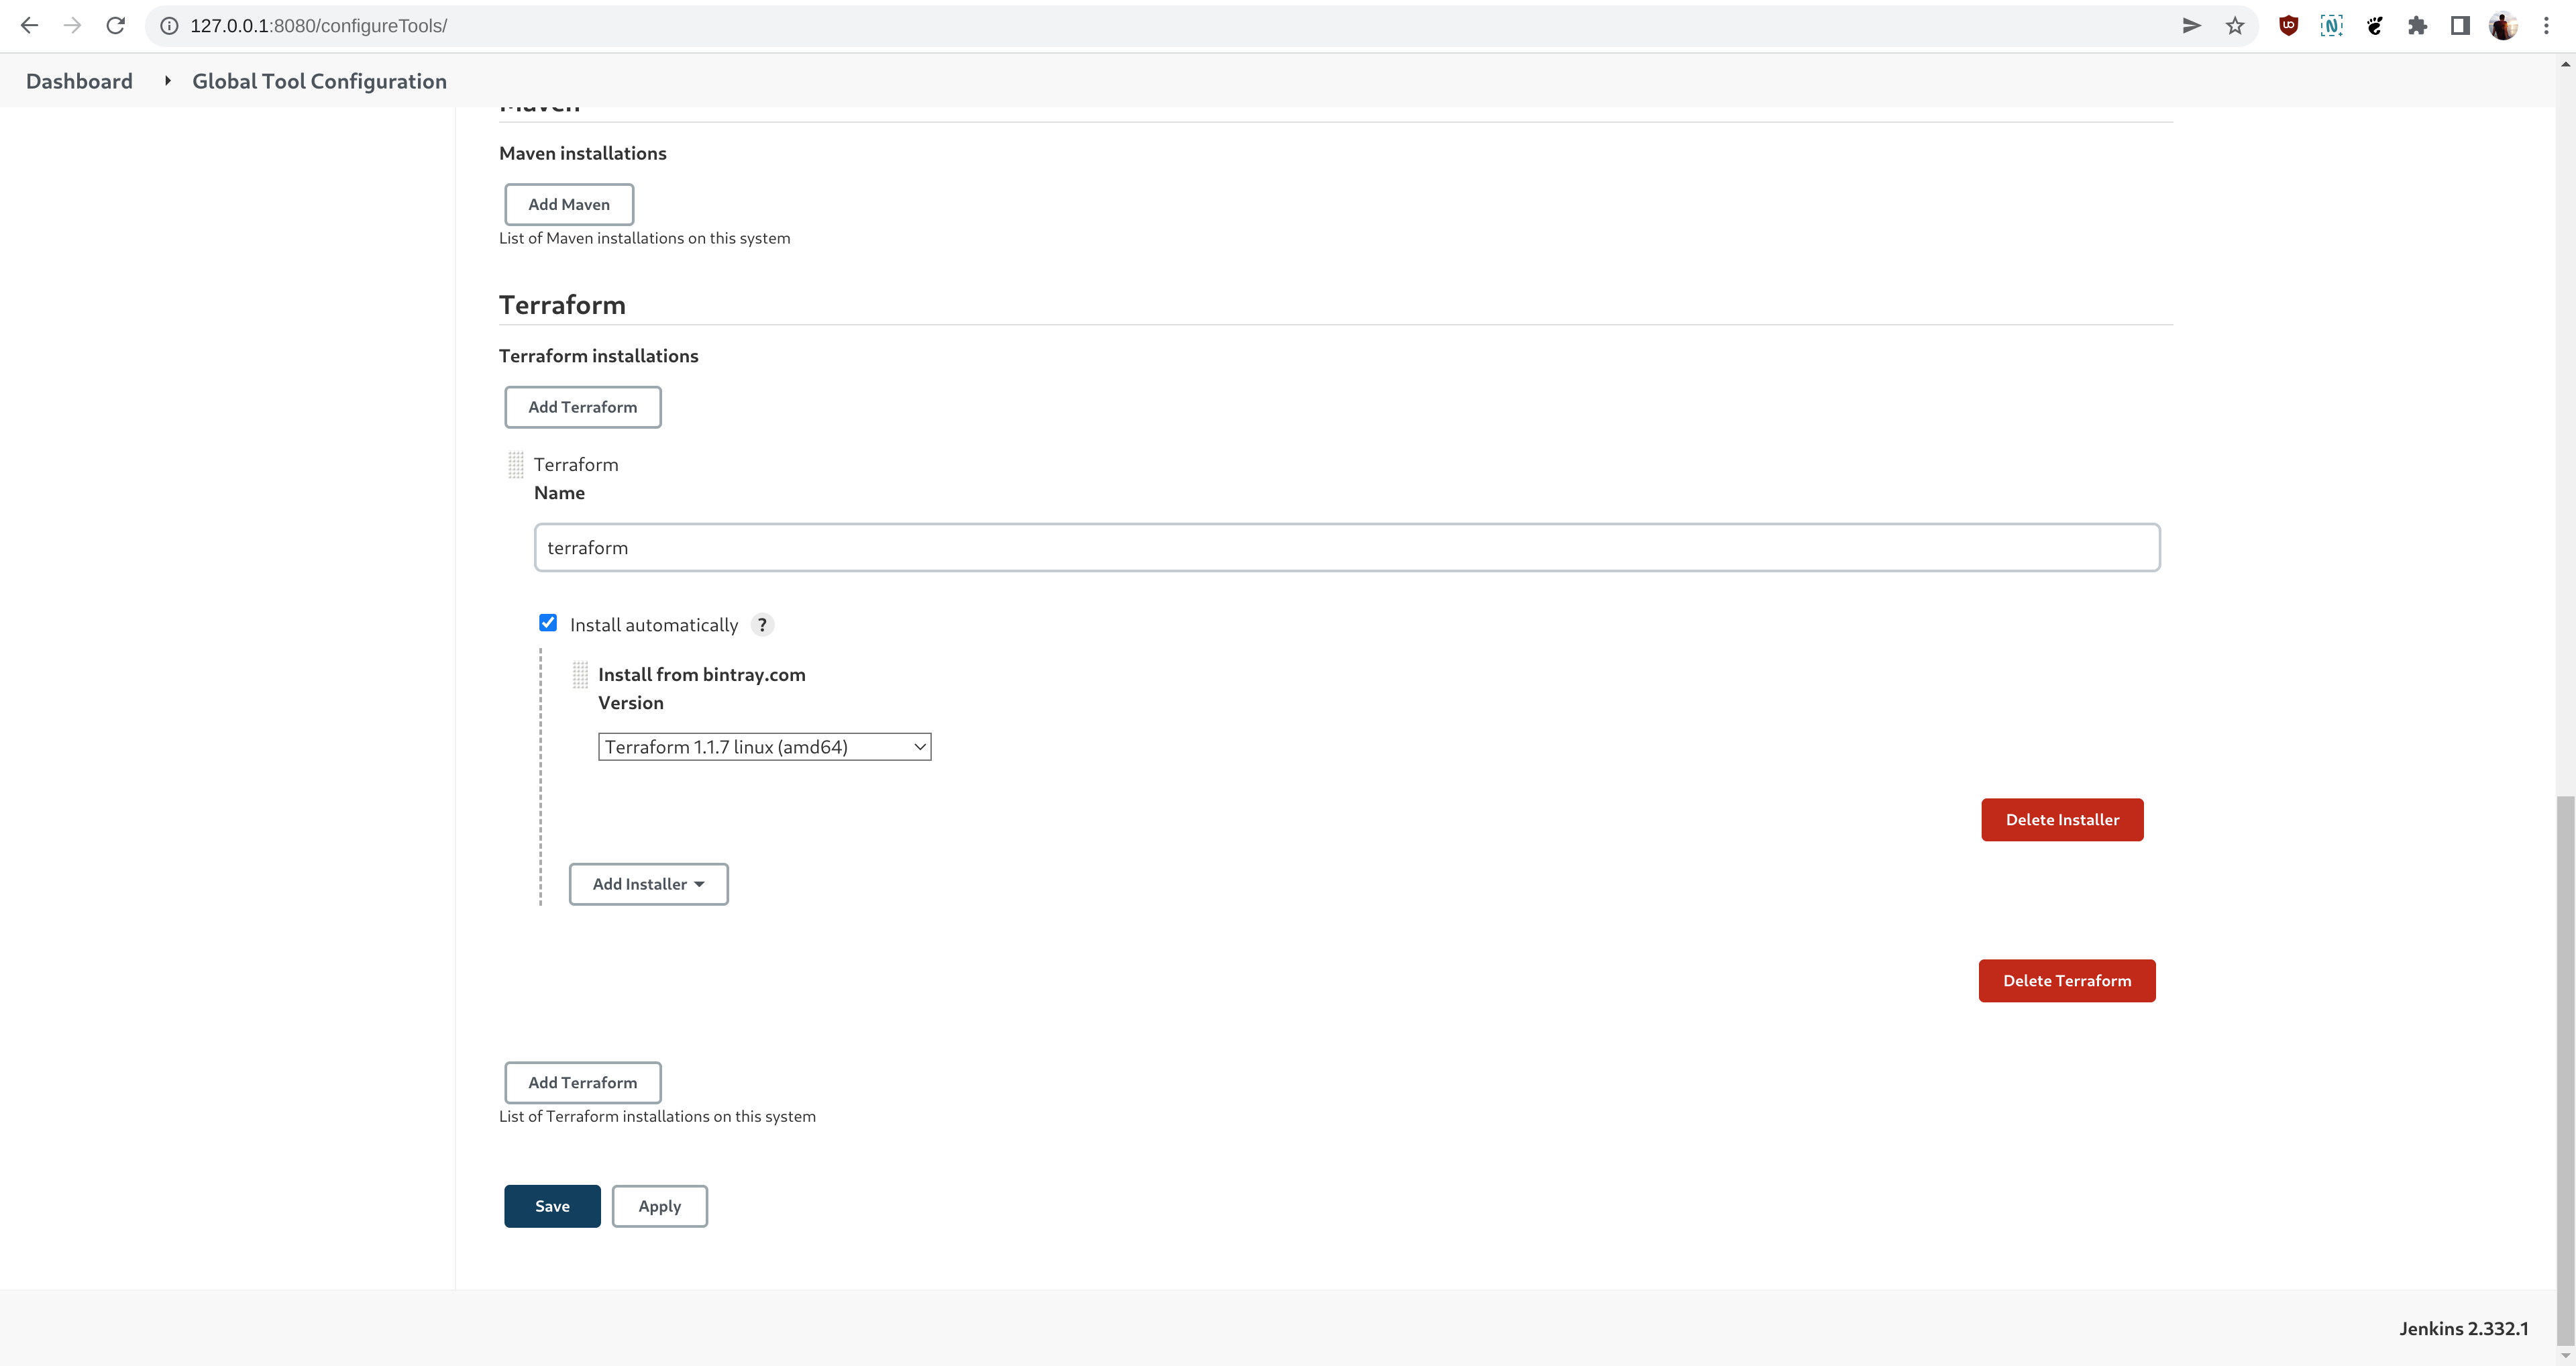 127.0.0.1:8080/configureTools/
Dashboard
Global Tool Configuration
Maven
Maven installations
Add Maven
List of Maven installations on this system
Terraform
Terraform installations
Add Terraform
Terraform
Name
terraform
Install automatically ?
Install from bintray.com
Version
Terraform 1.1.7 linux (amd64)
Delete Installer
Add Installer
Delete Terraform
Add Terraform
List of Terraform installations on this system
Save Apply
Jenkins 2.332.1